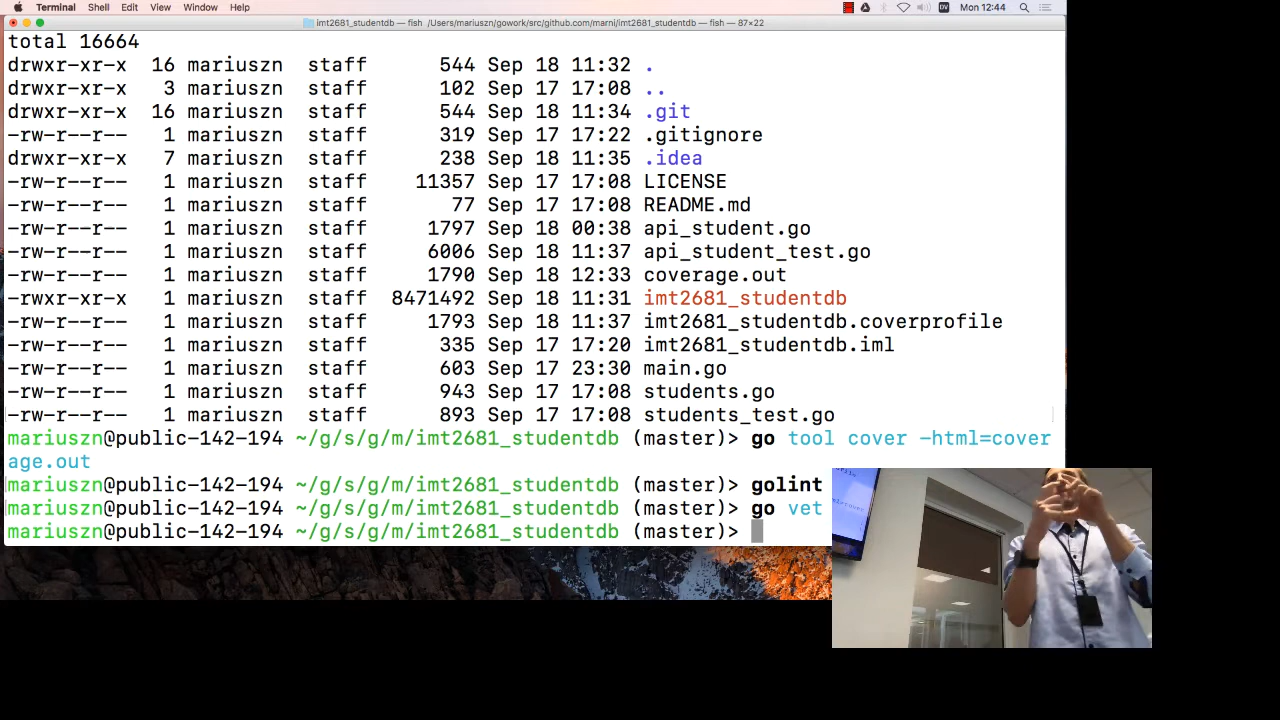 Terminal Shell Edit View Window Help Mon 12:44
imt2681_studentdb — fish /Users/mariuszn/gowork/src/github.com/marni/imt2681_studentdb — fish — 87×22
total 16664
drwxr-xr-x 16 mariuszn staff 544 Sep 18 11:32 .
drwxr-xr-x 3 mariuszn staff 102 Sep 17 17:08 ..
drwxr-xr-x 16 mariuszn staff 544 Sep 18 11:34 .git
-rw-r--r-- 1 mariuszn staff 319 Sep 17 17:22 .gitignore
drwxr-xr-x 7 mariuszn staff 238 Sep 18 11:35 .idea
-rw-r--r-- 1 mariuszn staff 11357 Sep 17 17:08 LICENSE
-rw-r--r-- 1 mariuszn staff 77 Sep 17 17:08 README.md
-rw-r--r-- 1 mariuszn staff 1797 Sep 18 00:38 api_student.go
-rw-r--r-- 1 mariuszn staff 6006 Sep 18 11:37 api_student_test.go
-rw-r--r-- 1 mariuszn staff 1790 Sep 18 12:33 coverage.out
-rwxr-xr-x 1 mariuszn staff 8471492 Sep 18 11:31 imt2681_studentdb
-rw-r--r-- 1 mariuszn staff 1793 Sep 18 11:37 imt2681_studentdb.coverprofile
-rw-r--r-- 1 mariuszn staff 335 Sep 17 17:20 imt2681_studentdb.iml
-rw-r--r-- 1 mariuszn staff 603 Sep 17 23:30 main.go
-rw-r--r-- 1 mariuszn staff 943 Sep 17 17:08 students.go
-rw-r--r-- 1 mariuszn staff 893 Sep 17 17:08 students_test.go
mariuszn@public-142-194 ~/g/s/g/m/imt2681_studentdb (master)> go tool cover -html=cover
age.out
mariuszn@public-142-194 ~/g/s/g/m/imt2681_studentdb (master)> golint
mariuszn@public-142-194 ~/g/s/g/m/imt2681_studentdb (master)> go vet
mariuszn@public-142-194 ~/g/s/g/m/imt2681_studentdb (master)>